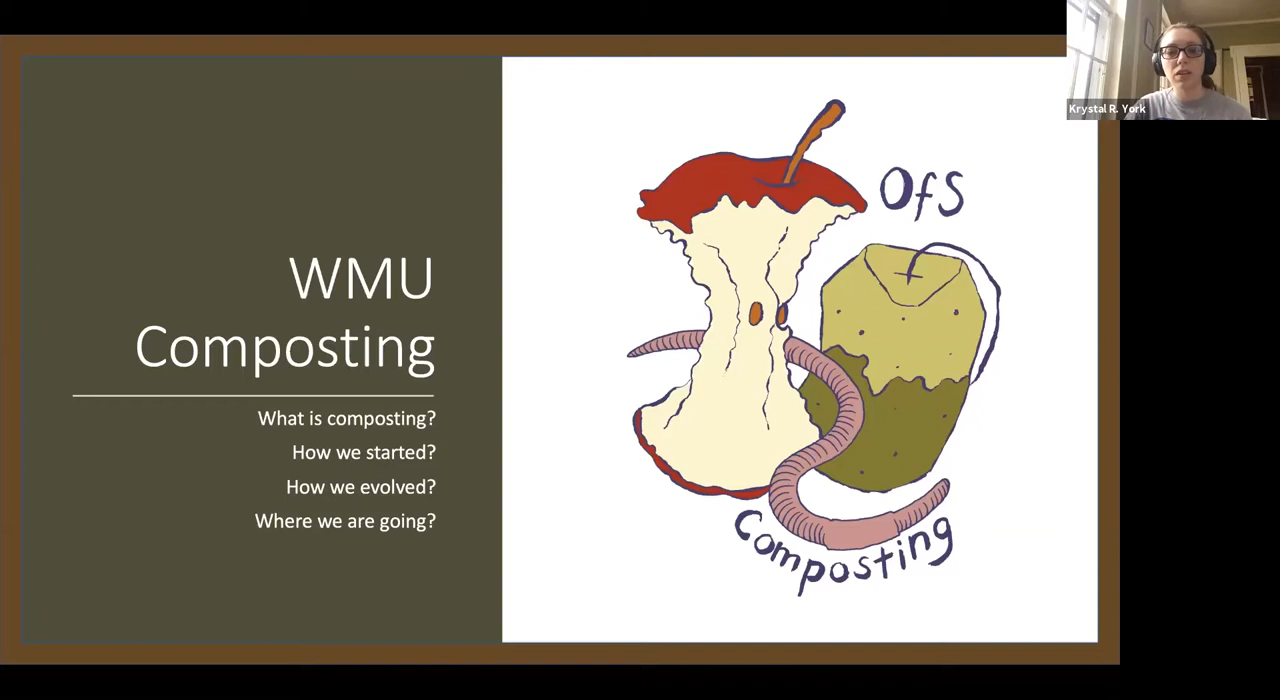 WMU
Composting
What is composting?
How we started?
How we evolved?
Where we are going?
OfS
Composting
Krystal R. York